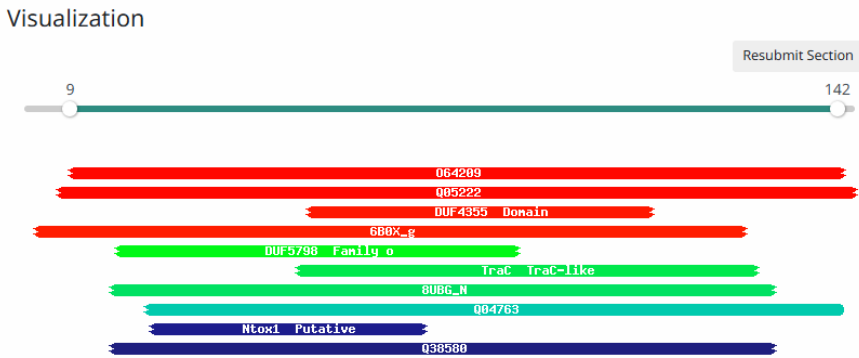 Visualization
Resubmit Section
9 142
O64209
Q05222
DUF4355 Domain
6B0X_g
DUF5798 Family o
TraC TraC-like
8UBG_N
Q04763
Ntox1 Putative
Q38580